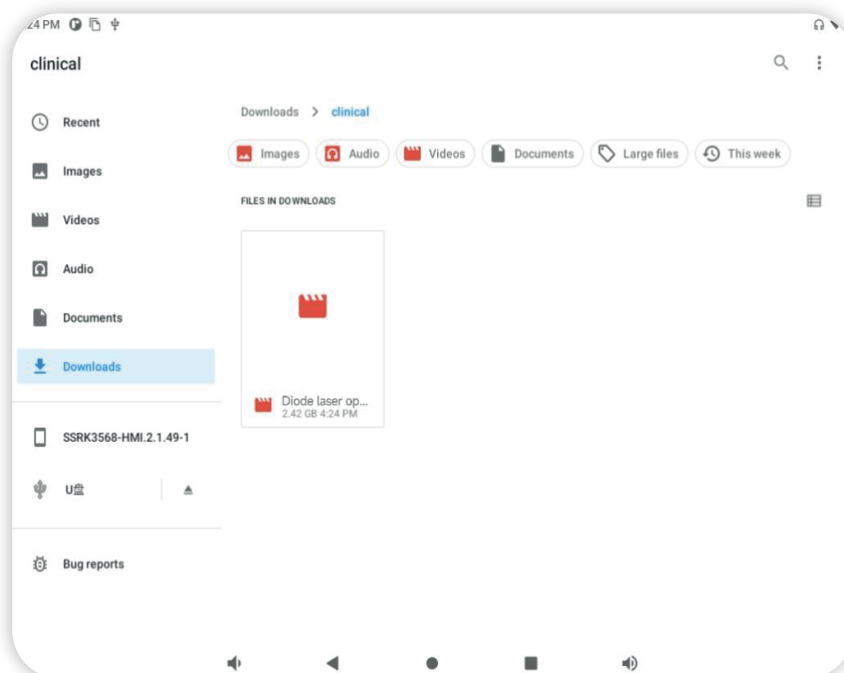 24 PM
clinical
Recent
Images
Videos
Audio
Documents
Downloads
SSRK3568-HMI.2.1.49-1
U盘
Bug reports
Downloads > clinical
Images Audio Videos Documents Large files This week
FILES IN DOWNLOADS
Diode laser op...
2.42 GB 4:24 PM